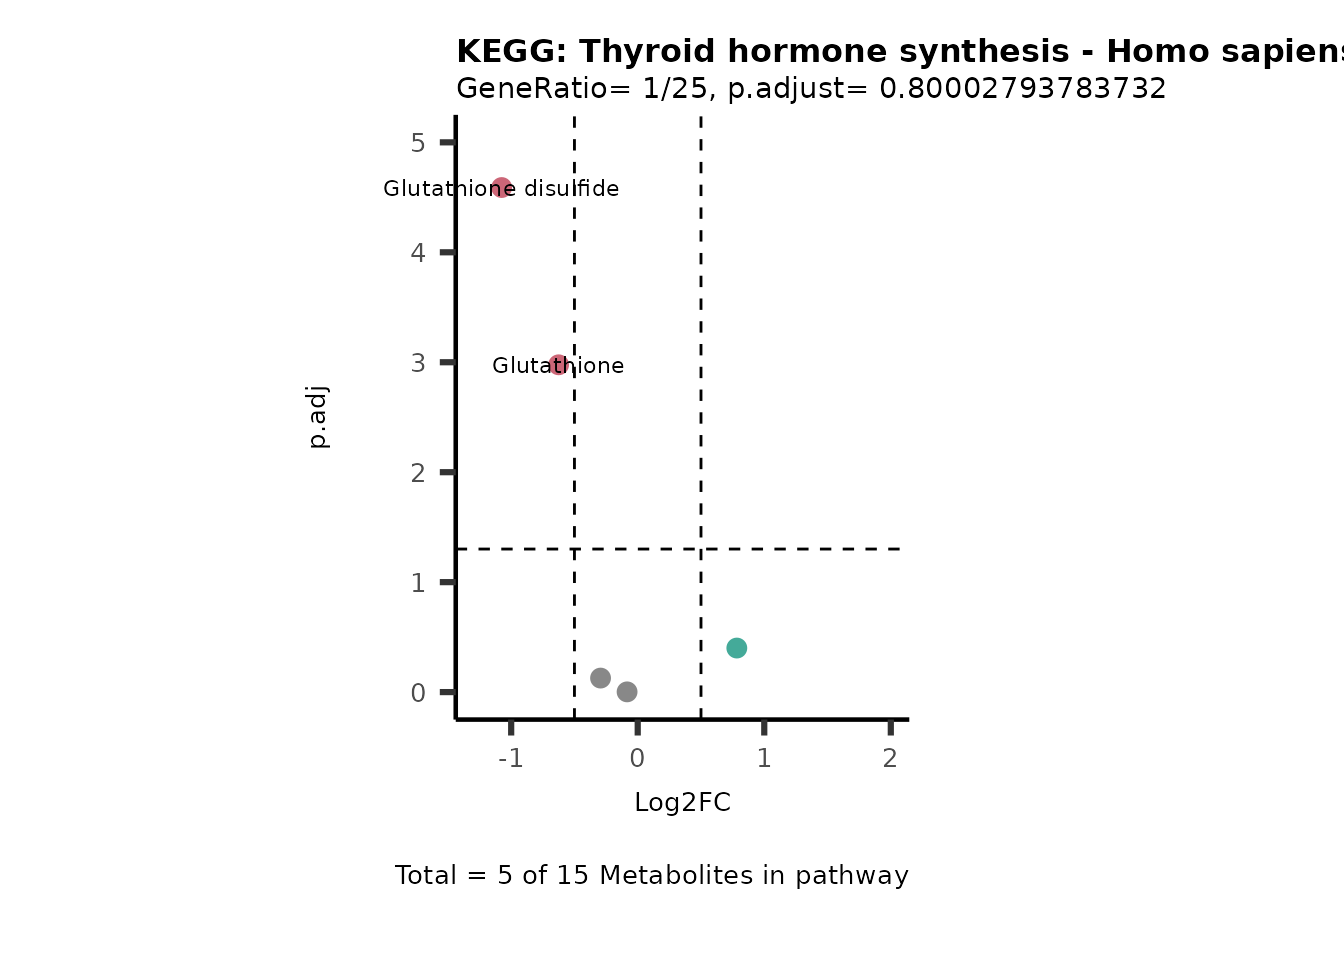 KEGG: Thyroid hormone synthesis - Homo sapiens
GeneRatio= 1/25, p.adjust= 0.80002793783732
5
Glutathione disulfide
4
3
Glutathione
p.adj
2
1
0
-1 0 1 2
Log2FC
Total = 5 of 15 Metabolites in pathway